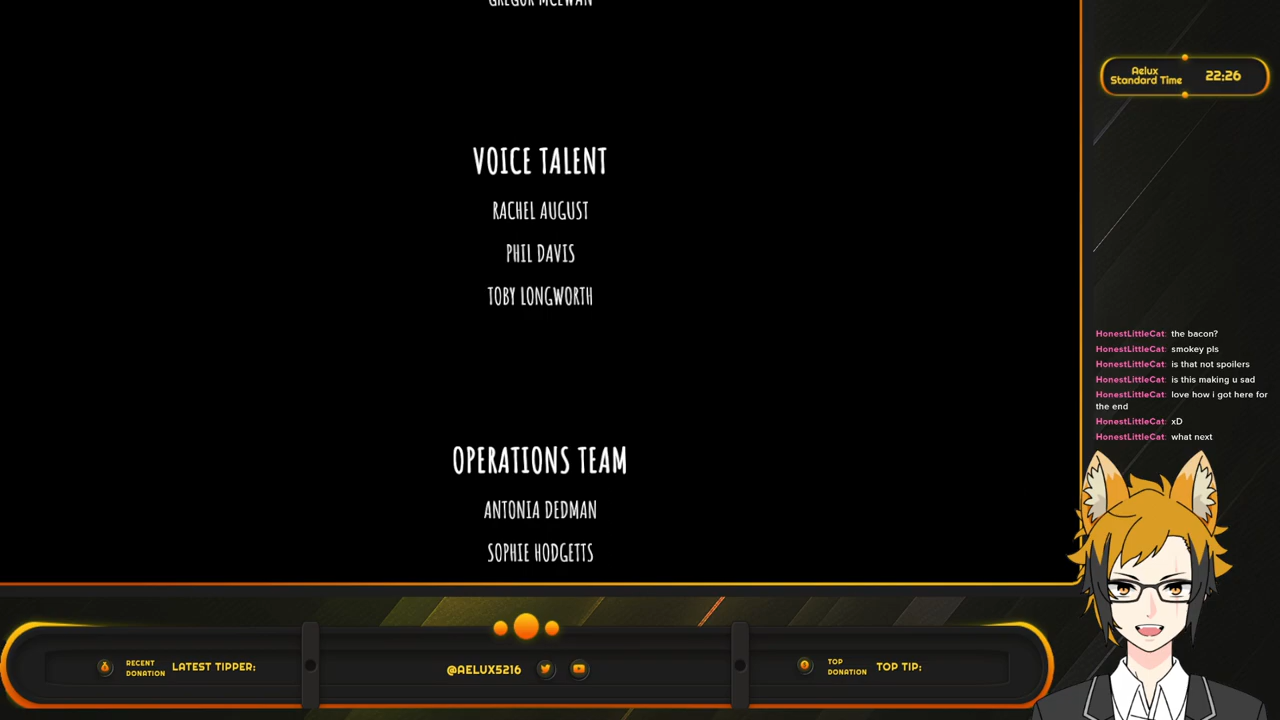 GREGOR MCEWAN
VOICE TALENT
RACHEL AUGUST
PHIL DAVIS
TOBY LONGWORTH
OPERATIONS TEAM
ANTONIA DEDMAN
SOPHIE HODGETTS
Aelux
Standard Time
22:26
HonestLittleCat: the bacon?
HonestLittleCat: smokey pls
HonestLittleCat: is that not spoilers
HonestLittleCat: is this making u sad
HonestLittleCat: love how i got here for
the end
HonestLittleCat: xD
HonestLittleCat: what next
RECENT
DONATION
LATEST TIPPER:
@AELUX5216
TOP
DONATION
TOP TIP: